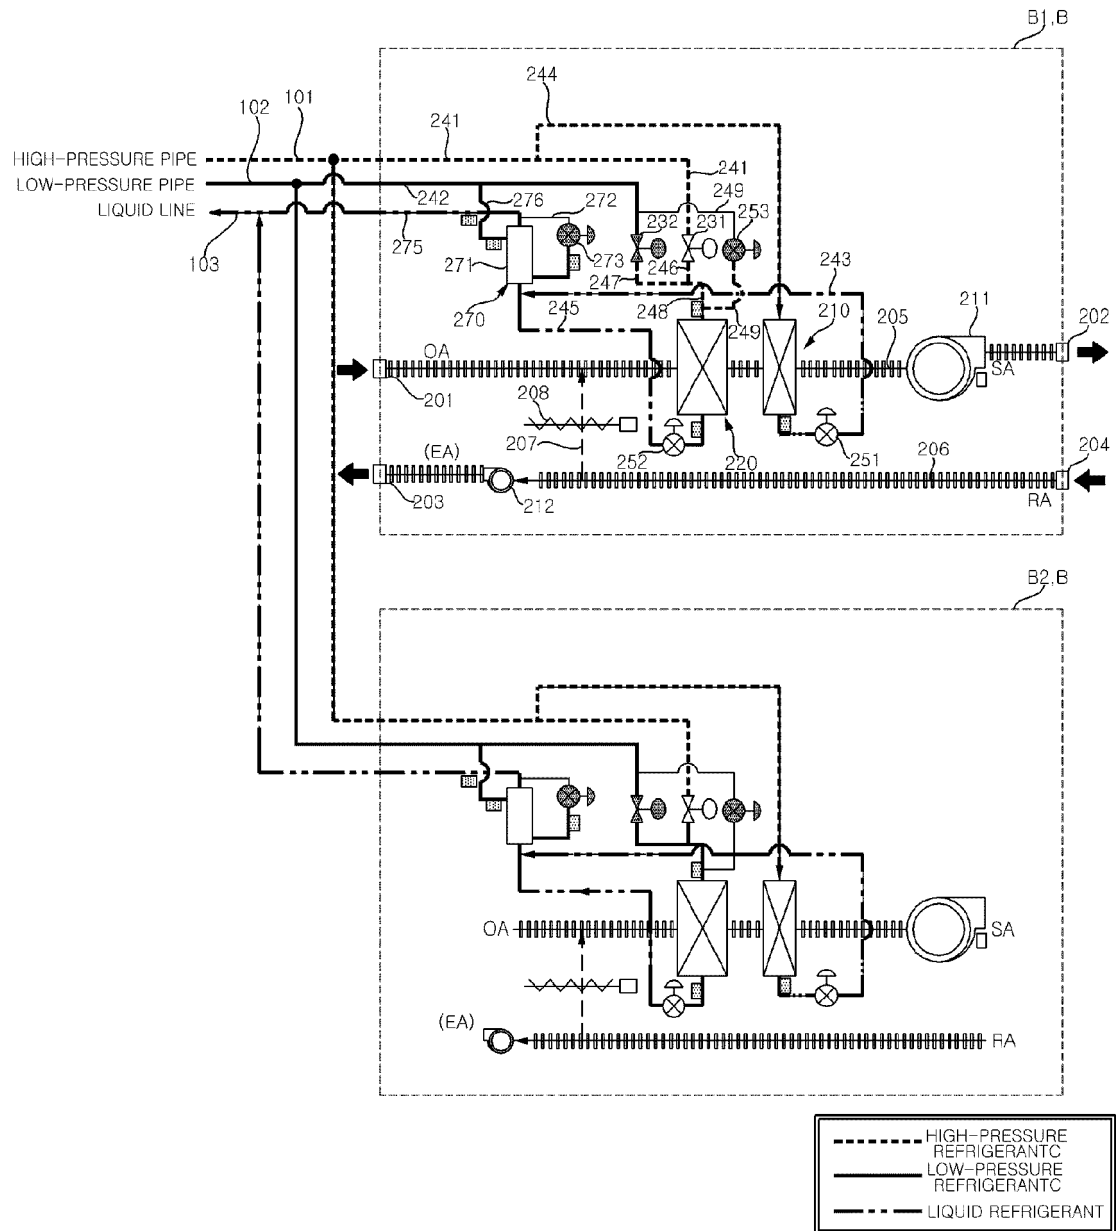 B1,B
244
101
102
241
HIGH-PRESSURE PIPE
LOW-PRESSURE PIPE
LIQUID LINE
103
242
275
276
272
241
249
232
231
253
271
273
246
247
243
270
245
248
249
210
205
211
202
OA
SA
201
208
207
252
220
251
206
204
(EA)
203
212
RA
B2,B
OA
SA
(EA)
RA
HIGH-PRESSURE
REFRIGERANTC
LOW-PRESSURE
REFRIGERANTC
LIQUID REFRIGERANT